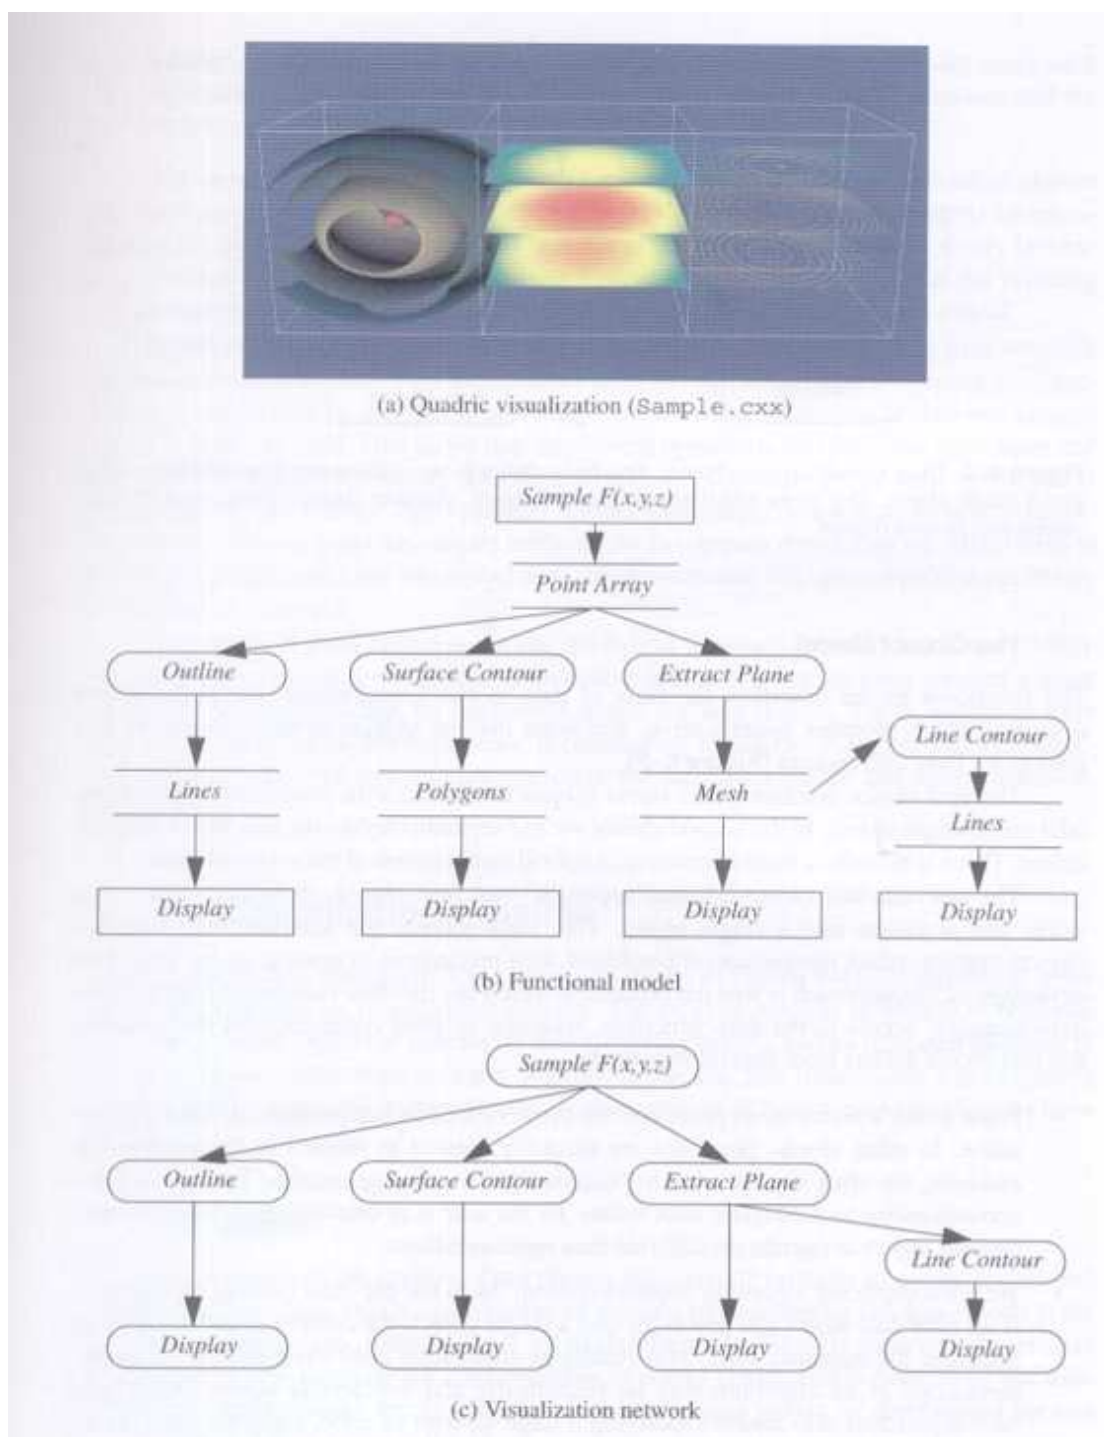 (a) Quadric visualization (Sample.cxx)
Sample F(x,y,z)
Point Array
Outline
Surface Contour
Extract Plane
Line Contour
Lines
Polygons
Mesh
Lines
Display
Display
Display
Display
(b) Functional model
Sample F(x,y,z)
Outline
Surface Contour
Extract Plane
Line Contour
Display
Display
Display
Display
(c) Visualization network